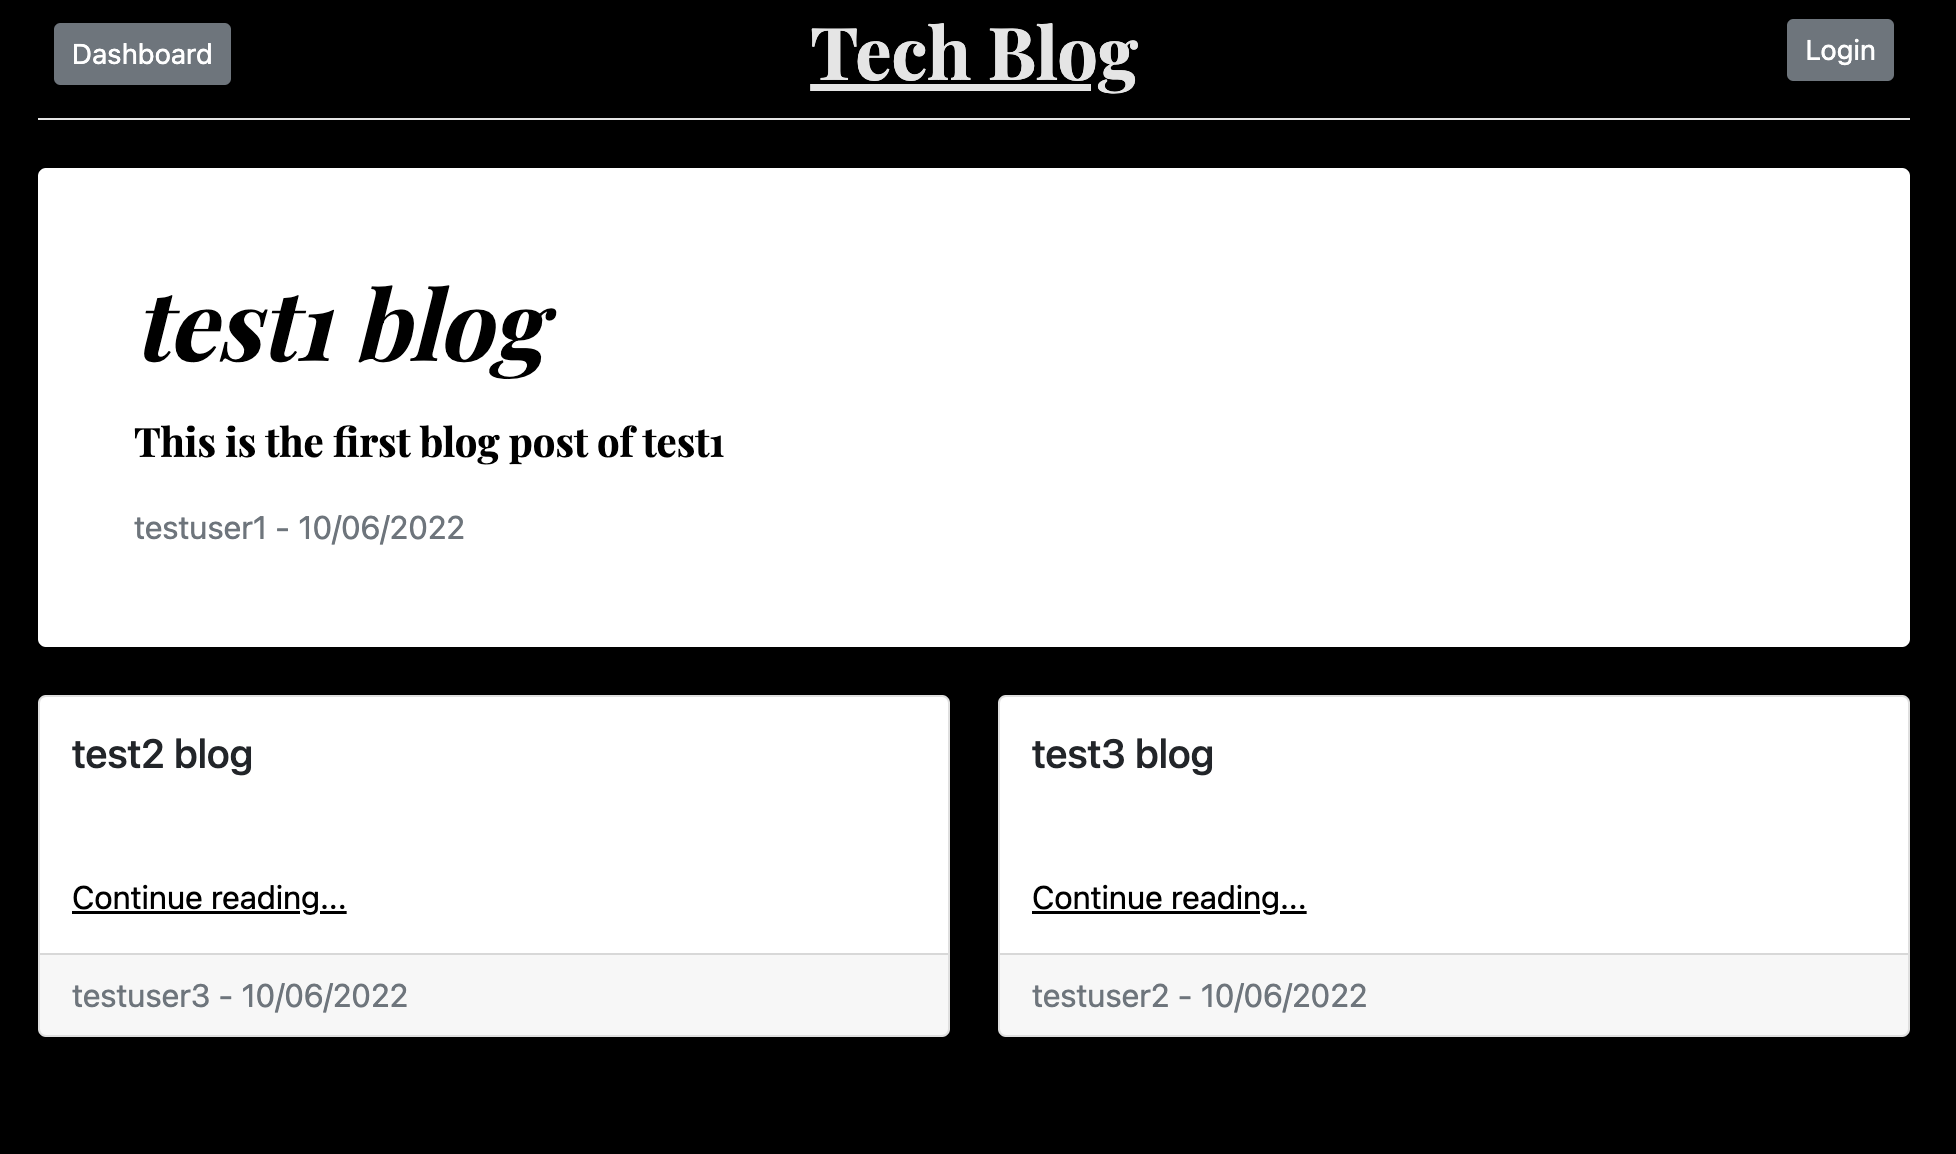 Dashboard
Tech Blog
Login
test1 blog
This is the first blog post of test1
testuser1 - 10/06/2022
test2 blog
Continue reading...
testuser3 - 10/06/2022
test3 blog
Continue reading...
testuser2 - 10/06/2022